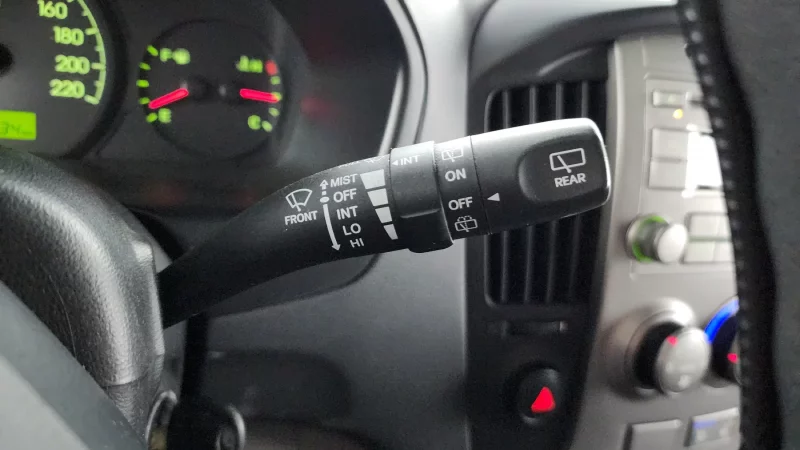 160
180
200
220
F
E
H
C
MIST
OFF
INT
LO
HI
FRONT
INT
ON
OFF
REAR